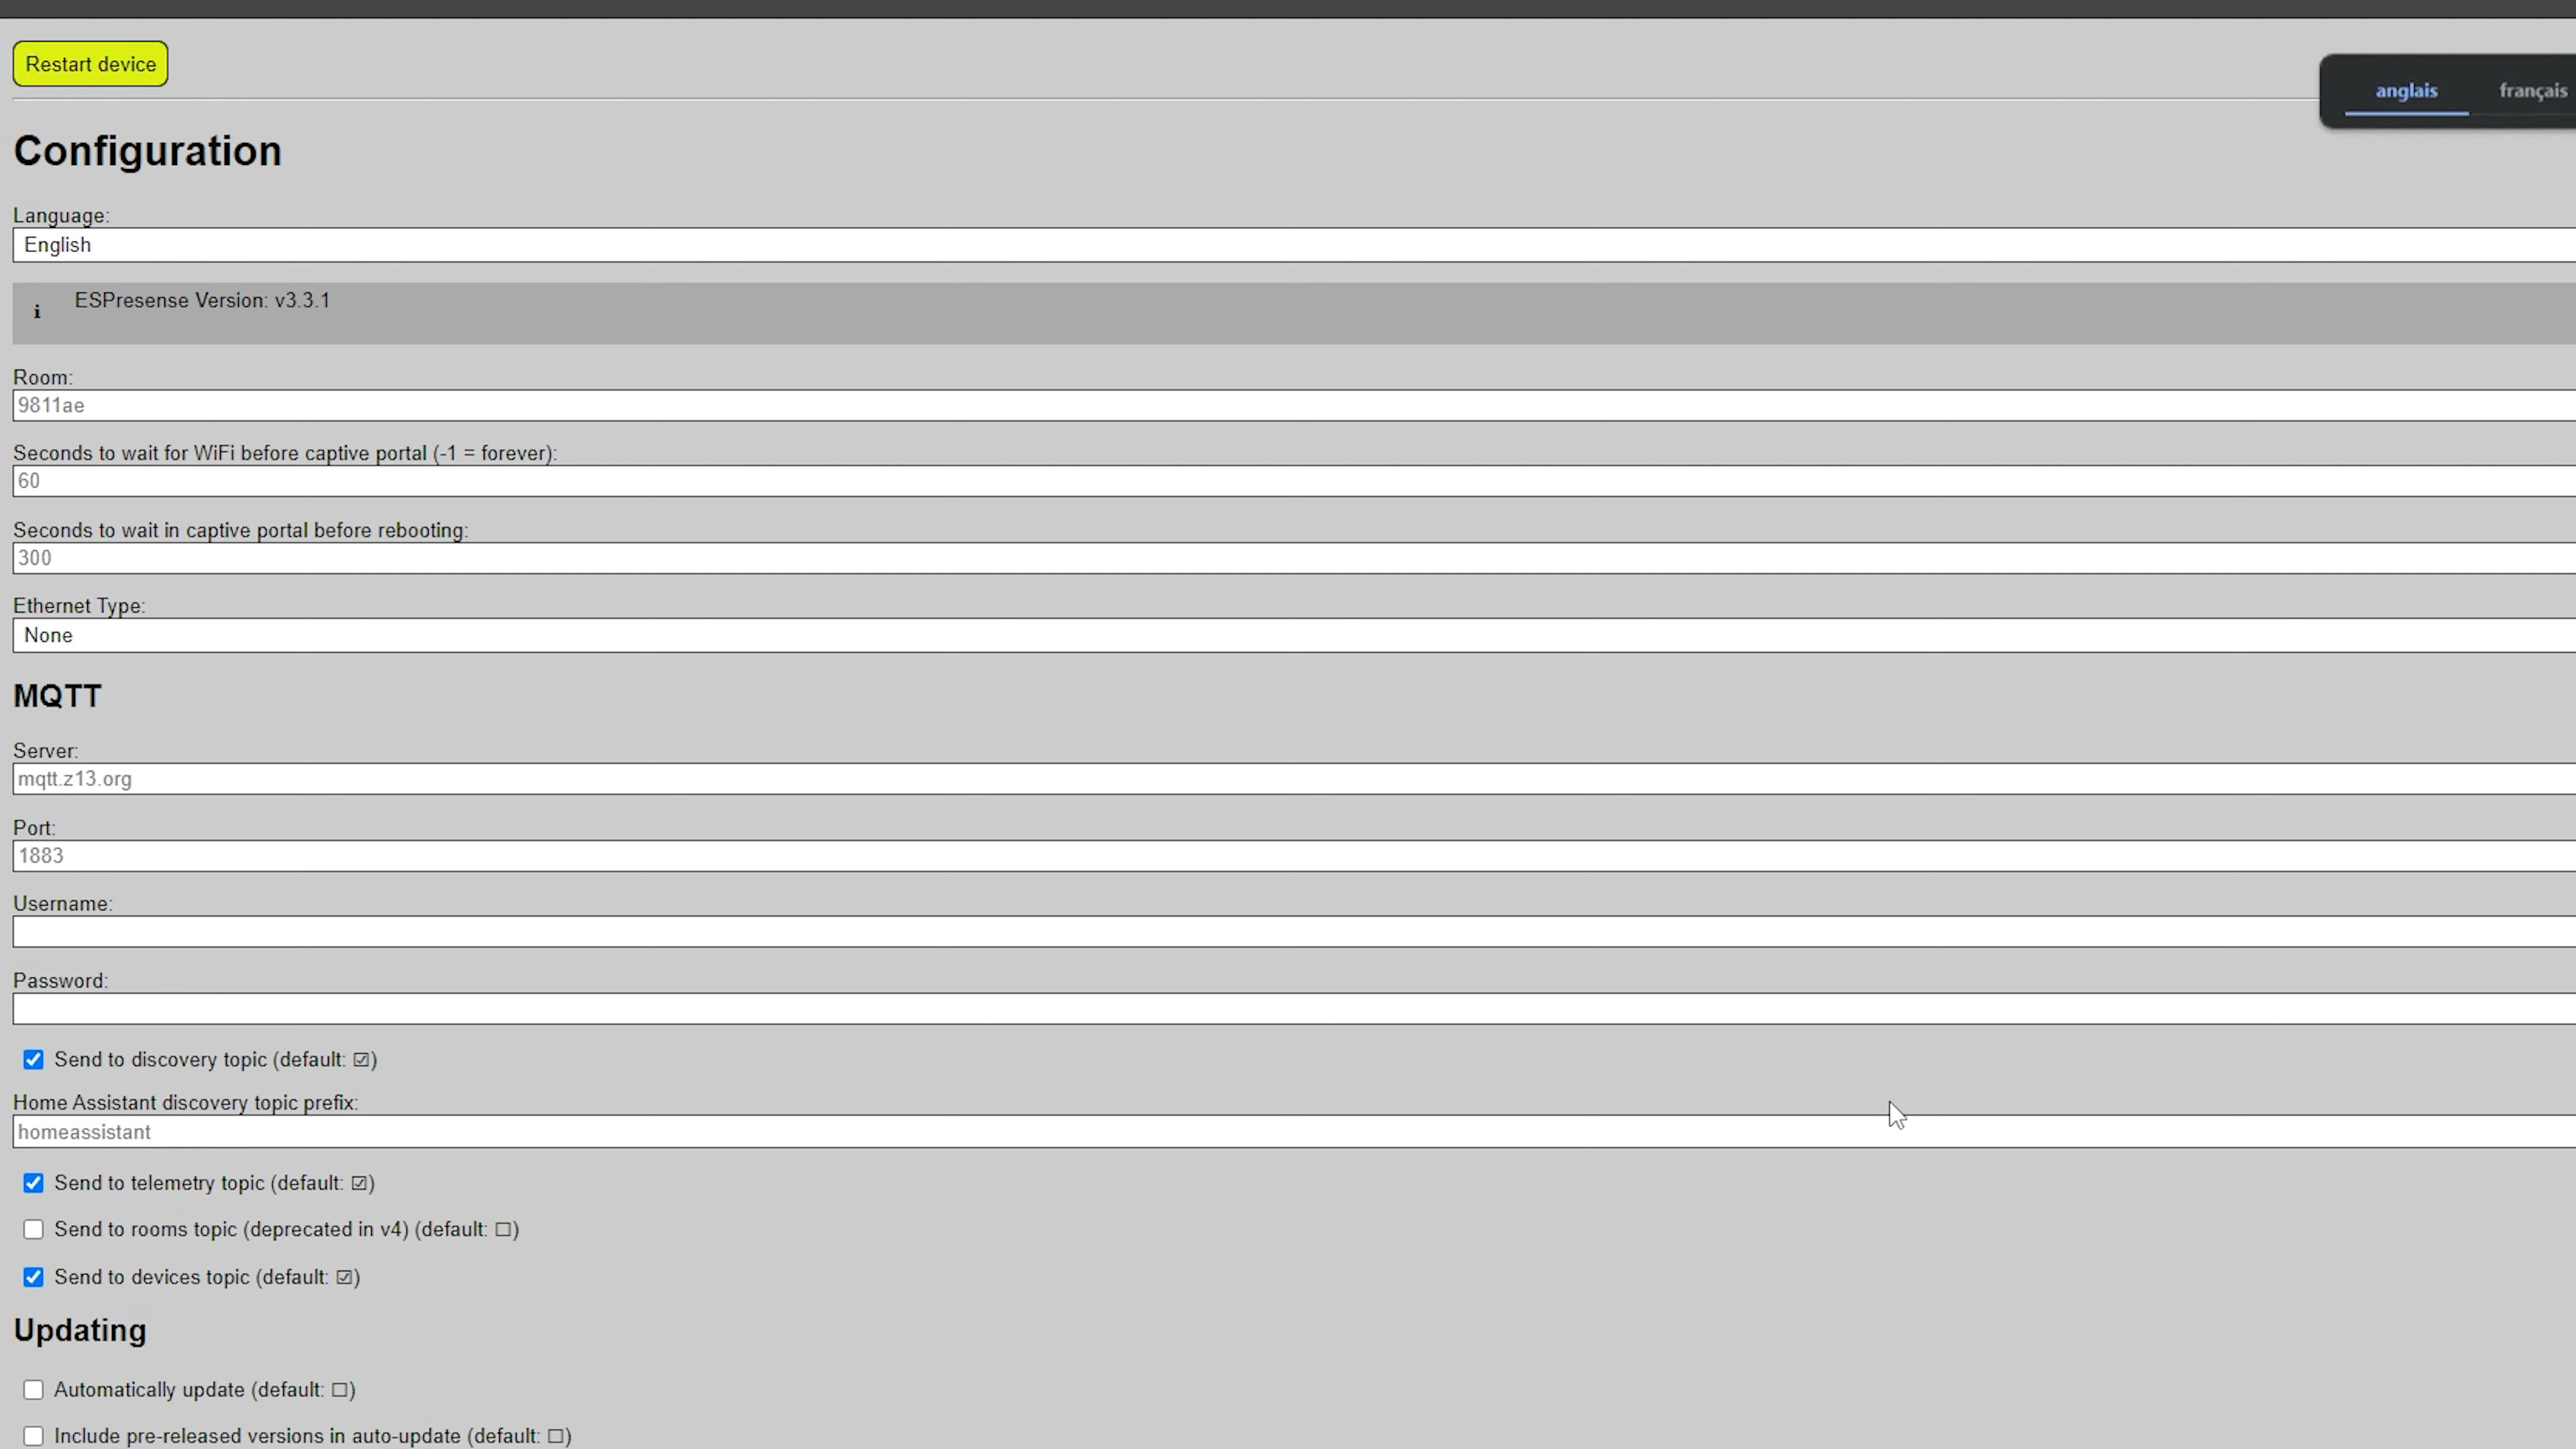 Restart device
anglais français
Configuration
Language:
English
i ESPresense Version: v3.3.1
Room:
9811ae
Seconds to wait for WiFi before captive portal (-1 = forever):
60
Seconds to wait in captive portal before rebooting:
300
Ethernet Type:
None
MQTT
Server:
mqtt.z13.org
Port:
1883
Username:
Password:
Send to discovery topic (default: ☑)
Home Assistant discovery topic prefix:
homeassistant
Send to telemetry topic (default: ☑)
Send to rooms topic (deprecated in v4) (default: ☐)
Send to devices topic (default: ☑)
Updating
Automatically update (default: ☐)
Include pre-released versions in auto-update (default: ☐)